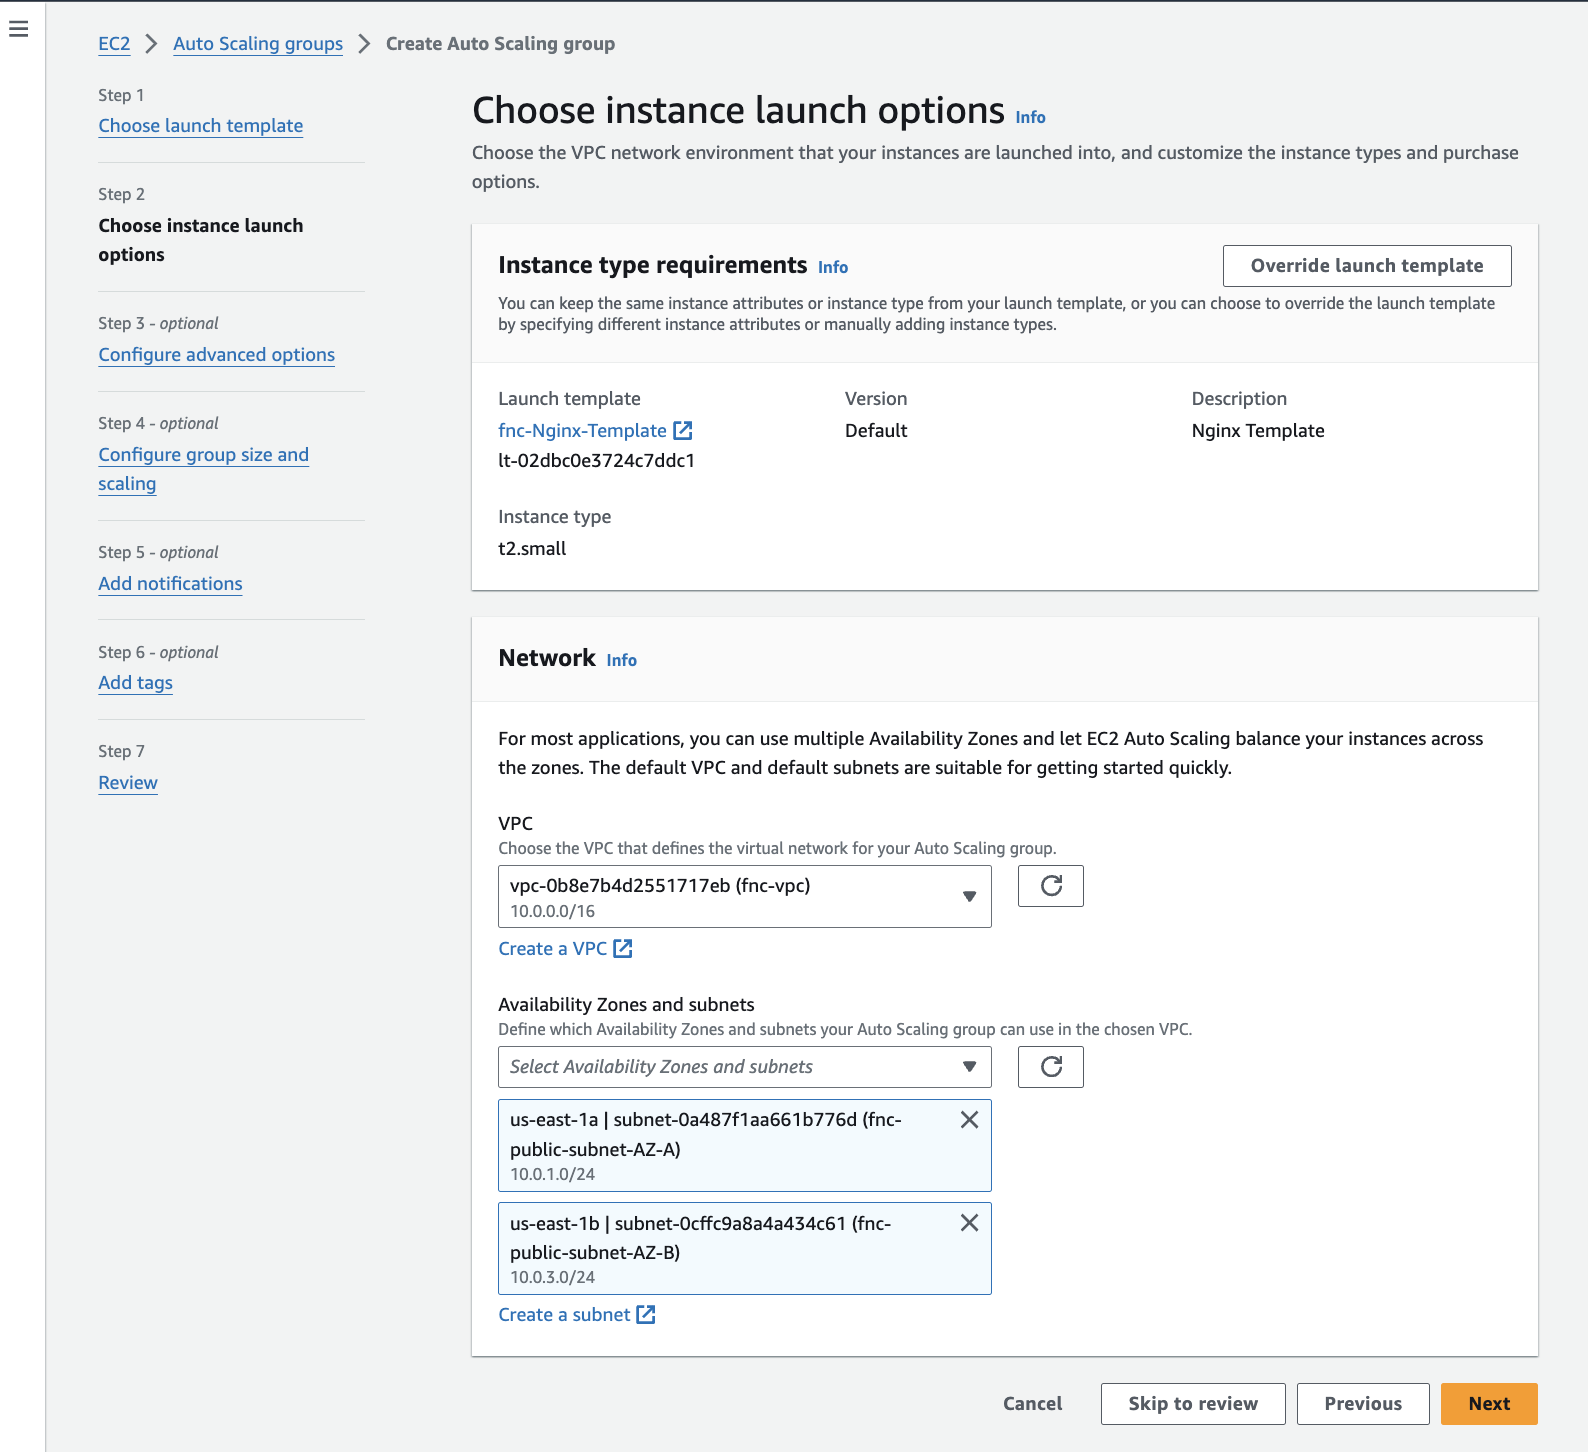 EC2 > Auto Scaling groups > Create Auto Scaling group
Step 1
Choose launch template
Step 2
Choose instance launch
options
Step 3 - optional
Configure advanced options
Step 4 - optional
Configure group size and
scaling
Step 5 - optional
Add notifications
Step 6 - optional
Add tags
Step 7
Review
Choose instance launch options Info
Choose the VPC network environment that your instances are launched into, and customize the instance types and purchase
options.
Instance type requirements Info
Override launch template
You can keep the same instance attributes or instance type from your launch template, or you can choose to override the launch template
by specifying different instance attributes or manually adding instance types.
Launch template
fnc-Nginx-Template
lt-02dbc0e3724c7ddc1
Version
Default
Description
Nginx Template
Instance type
t2.small
Network Info
For most applications, you can use multiple Availability Zones and let EC2 Auto Scaling balance your instances across
the zones. The default VPC and default subnets are suitable for getting started quickly.
VPC
Choose the VPC that defines the virtual network for your Auto Scaling group.
vpc-0b8e7b4d2551717eb (fnc-vpc)
10.0.0.0/16
Create a VPC
Availability Zones and subnets
Define which Availability Zones and subnets your Auto Scaling group can use in the chosen VPC.
Select Availability Zones and subnets
us-east-1a | subnet-0a487f1aa661b776d (fnc-
public-subnet-AZ-A)
10.0.1.0/24
us-east-1b | subnet-0cffc9a8a4a434c61 (fnc-
public-subnet-AZ-B)
10.0.3.0/24
Create a subnet
Cancel
Skip to review
Previous
Next